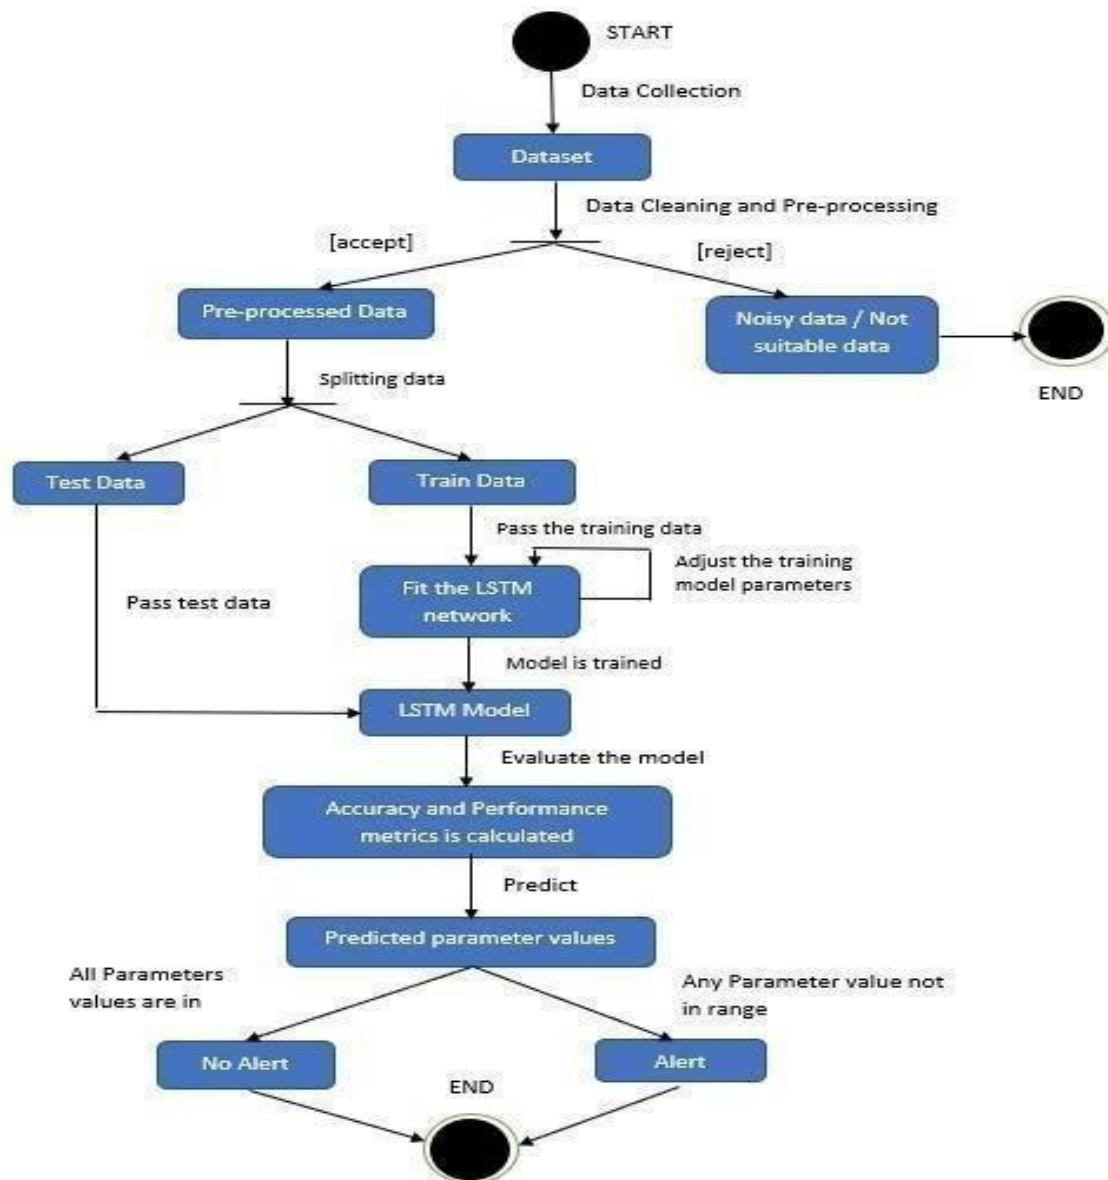 START
Data Collection
Dataset
Data Cleaning and Pre-processing
[accept]
[reject]
Pre-processed Data
Noisy data / Not
suitable data
END
Splitting data
Test Data
Train Data
Pass the training data
Adjust the training
model parameters
Fit the LSTM
network
Pass test data
Model is trained
LSTM Model
Evaluate the model
Accuracy and Performance
metrics is calculated
Predict
Predicted parameter values
All Parameters
values are in
Any Parameter value not
in range
No Alert
Alert
END